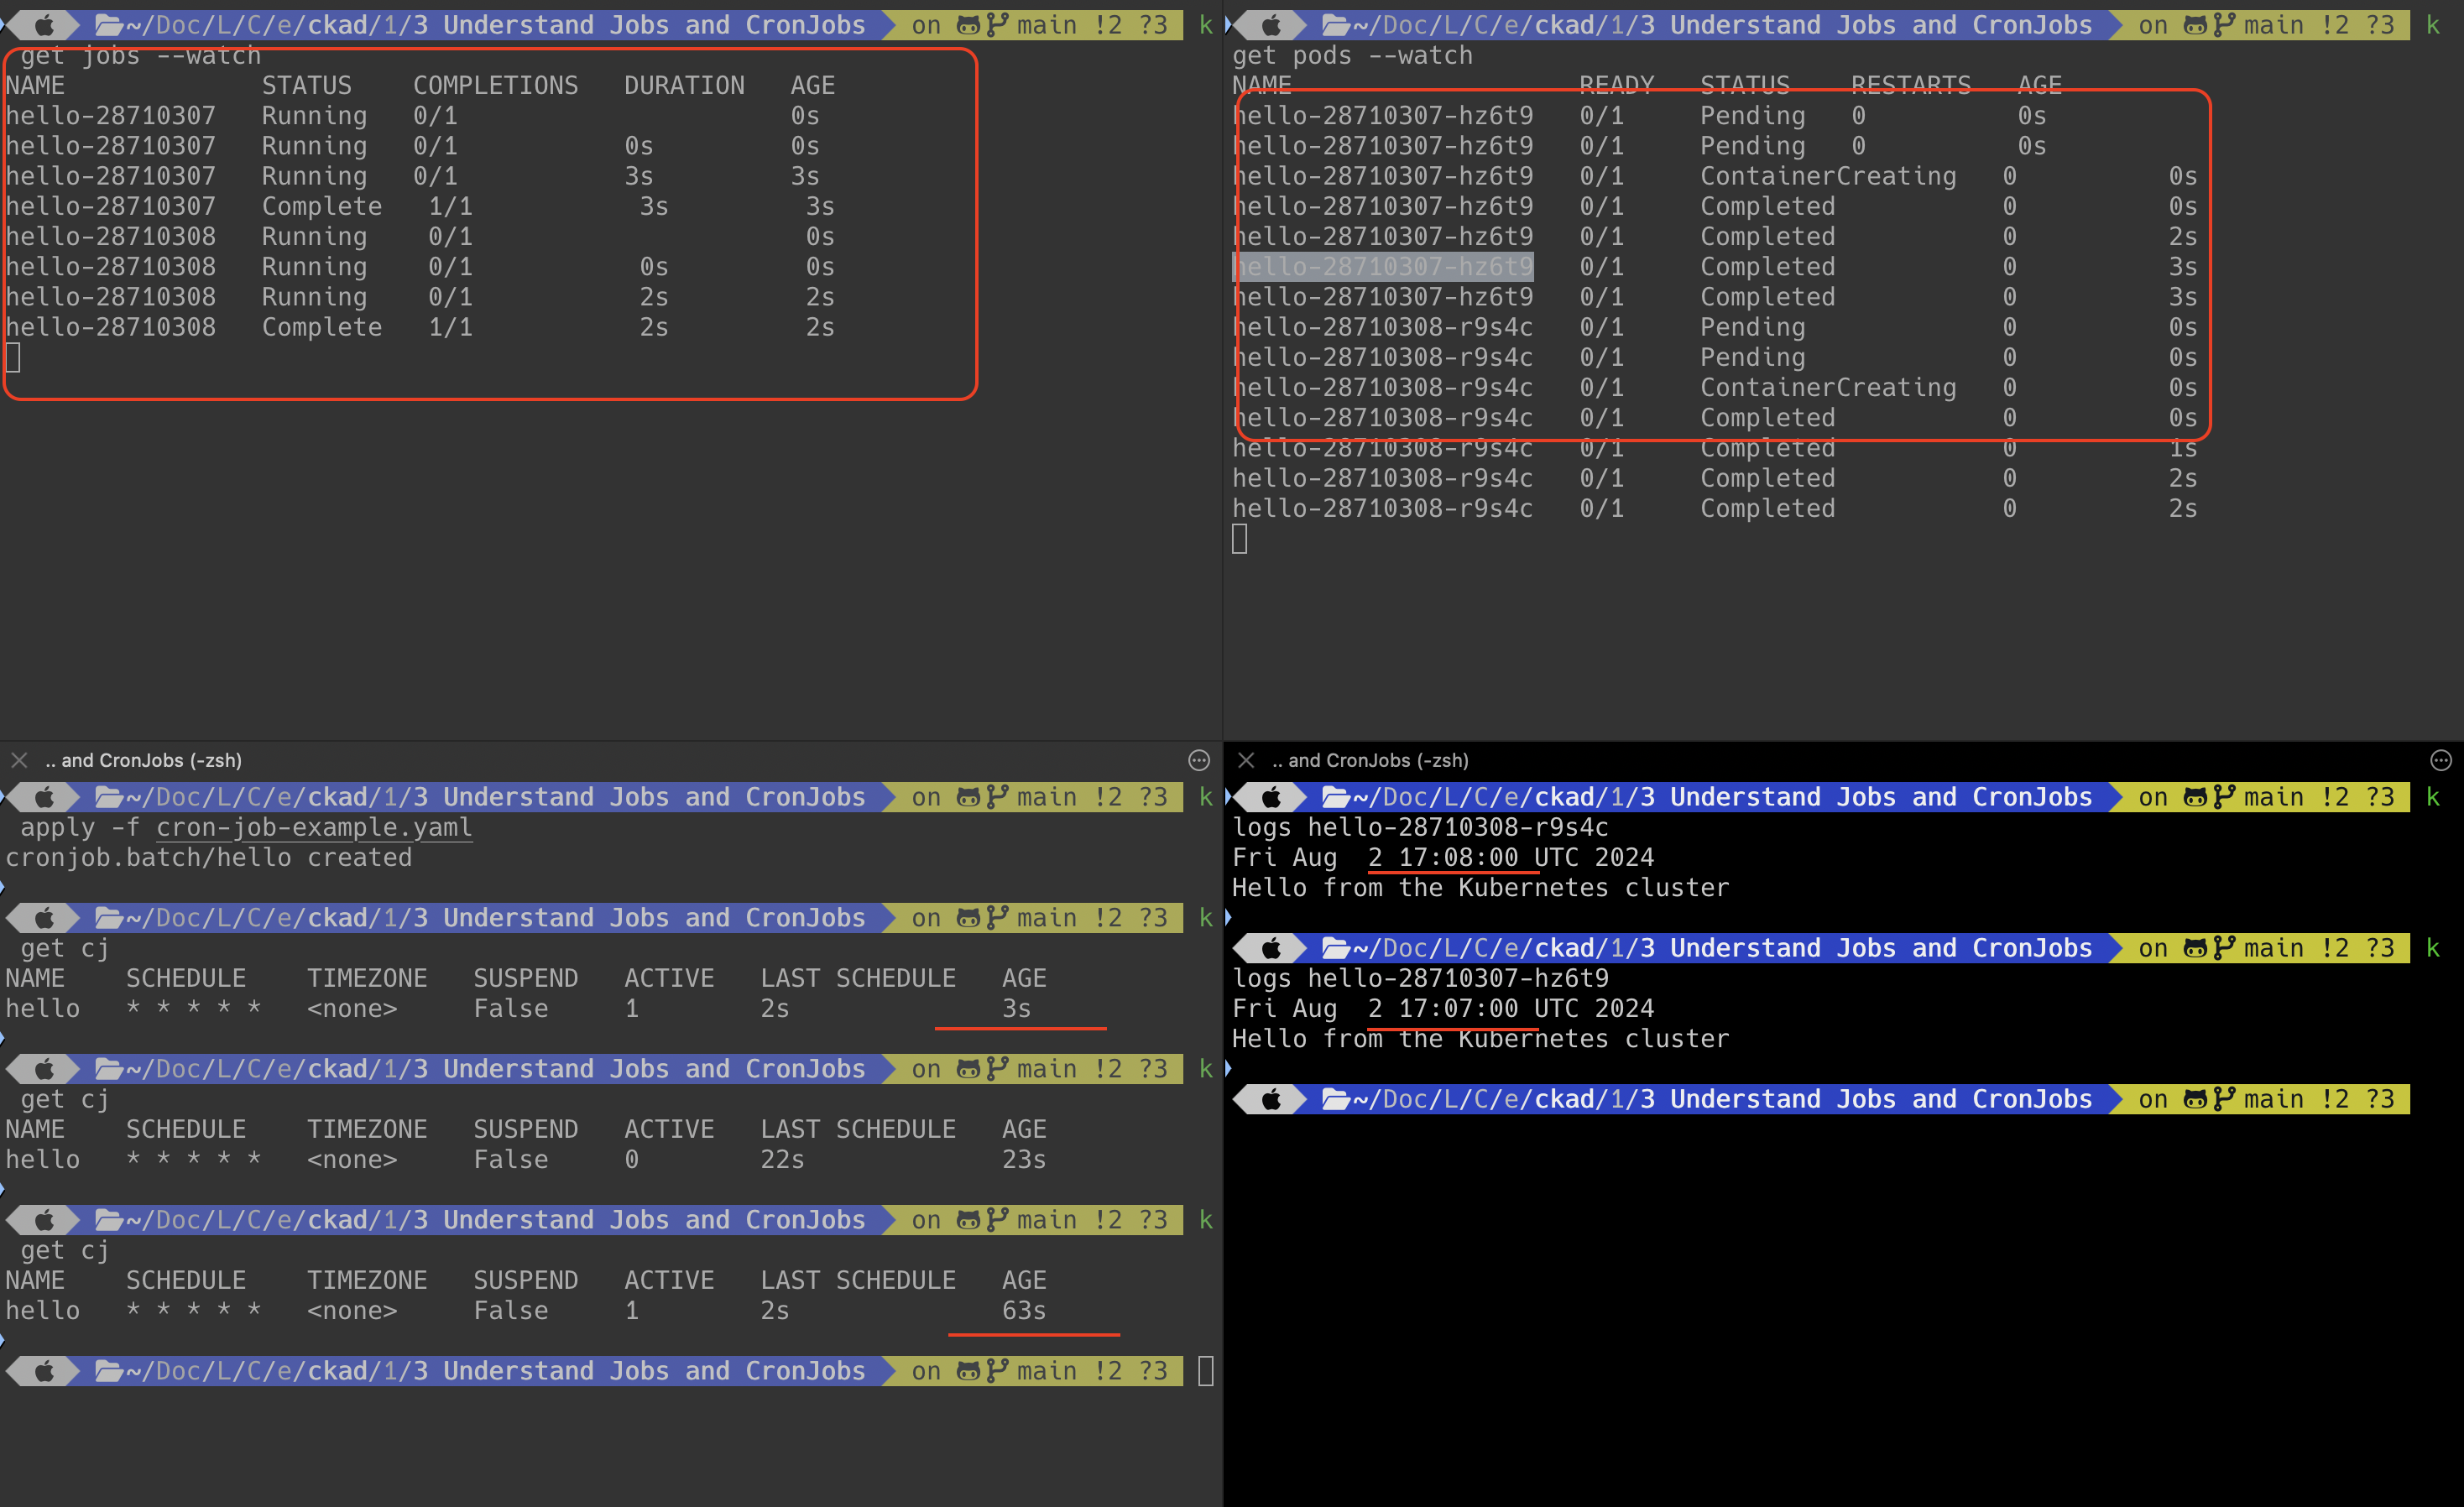 ~/Doc/L/C/e/ckad/1/3 Understand Jobs and CronJobs on main !2 ?3 k
get jobs --watch
NAME STATUS COMPLETIONS DURATION AGE
hello-28710307 Running 0/1 0s
hello-28710307 Running 0/1 0s 0s
hello-28710307 Running 0/1 3s 3s
hello-28710307 Complete 1/1 3s 3s
hello-28710308 Running 0/1 0s
hello-28710308 Running 0/1 0s 0s
hello-28710308 Running 0/1 2s 2s
hello-28710308 Complete 1/1 2s 2s
~/Doc/L/C/e/ckad/1/3 Understand Jobs and CronJobs on main !2 ?3 k
get pods --watch
NAME READY STATUS RESTARTS AGE
hello-28710307-hz6t9 0/1 Pending 0 0s
hello-28710307-hz6t9 0/1 Pending 0 0s
hello-28710307-hz6t9 0/1 ContainerCreating 0 0s
hello-28710307-hz6t9 0/1 Completed 0 0s
hello-28710307-hz6t9 0/1 Completed 0 2s
hello-28710307-hz6t9 0/1 Completed 0 3s
hello-28710307-hz6t9 0/1 Completed 0 3s
hello-28710308-r9s4c 0/1 Pending 0 0s
hello-28710308-r9s4c 0/1 Pending 0 0s
hello-28710308-r9s4c 0/1 ContainerCreating 0 0s
hello-28710308-r9s4c 0/1 Completed 0 0s
hello-28710308-r9s4c 0/1 Completed 0 1s
hello-28710308-r9s4c 0/1 Completed 0 2s
hello-28710308-r9s4c 0/1 Completed 0 2s
.. and CronJobs (-zsh)
~/Doc/L/C/e/ckad/1/3 Understand Jobs and CronJobs on main !2 ?3 k
apply -f cron-job-example.yaml
cronjob.batch/hello created
~/Doc/L/C/e/ckad/1/3 Understand Jobs and CronJobs on main !2 ?3 k
get cj
NAME SCHEDULE TIMEZONE SUSPEND ACTIVE LAST SCHEDULE AGE
hello * * * * * <none> False 1 2s 3s
~/Doc/L/C/e/ckad/1/3 Understand Jobs and CronJobs on main !2 ?3 k
get cj
NAME SCHEDULE TIMEZONE SUSPEND ACTIVE LAST SCHEDULE AGE
hello * * * * * <none> False 0 22s 23s
~/Doc/L/C/e/ckad/1/3 Understand Jobs and CronJobs on main !2 ?3 k
get cj
NAME SCHEDULE TIMEZONE SUSPEND ACTIVE LAST SCHEDULE AGE
hello * * * * * <none> False 1 2s 63s
~/Doc/L/C/e/ckad/1/3 Understand Jobs and CronJobs on main !2 ?3
.. and CronJobs (-zsh)
~/Doc/L/C/e/ckad/1/3 Understand Jobs and CronJobs on main !2 ?3 k
logs hello-28710308-r9s4c
Fri Aug 2 17:08:00 UTC 2024
Hello from the Kubernetes cluster
~/Doc/L/C/e/ckad/1/3 Understand Jobs and CronJobs on main !2 ?3 k
logs hello-28710307-hz6t9
Fri Aug 2 17:07:00 UTC 2024
Hello from the Kubernetes cluster
~/Doc/L/C/e/ckad/1/3 Understand Jobs and CronJobs on main !2 ?3